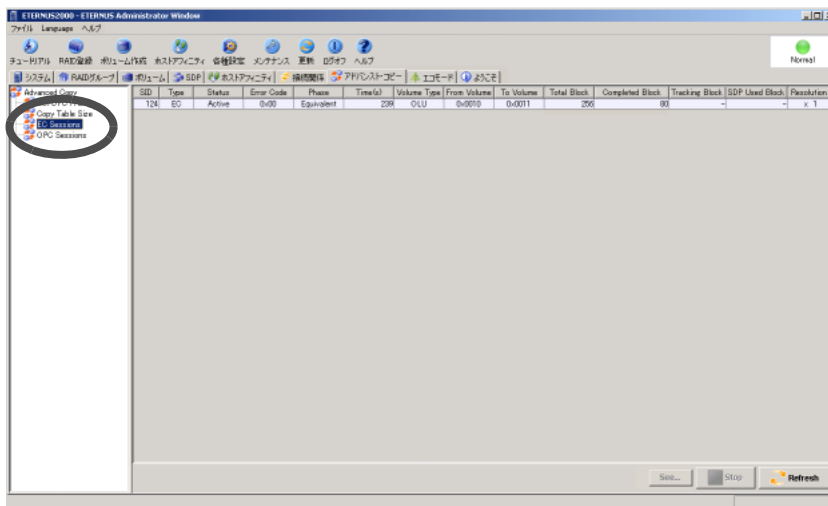 ETERNUS2000 - ETERNUS Administrator Window
ファイル Language ヘルプ
チュートリアル RAID登録 ボリューム作成 ホストアフィニティ 各種設定 メンテナンス 更新 ログオフ ヘルプ
Normal
システム RAIDグループ ボリューム SDP ホストアフィニティ 接続関係 アドバンスト・コピー エコモード ようこそ
Advanced Copy
Copy Table Size
EC Sessions
OPC Sessions
SID Type Status Error Code Phase Time(s) Volume Type From Volume To Volume Total Block Completed Block Tracking Block SDP Used Block Resolution
124 EC Active 0x00 Equivalent 239 OLU 0x0010 0x0011 256 80 - - x 1
See... Stop Refresh